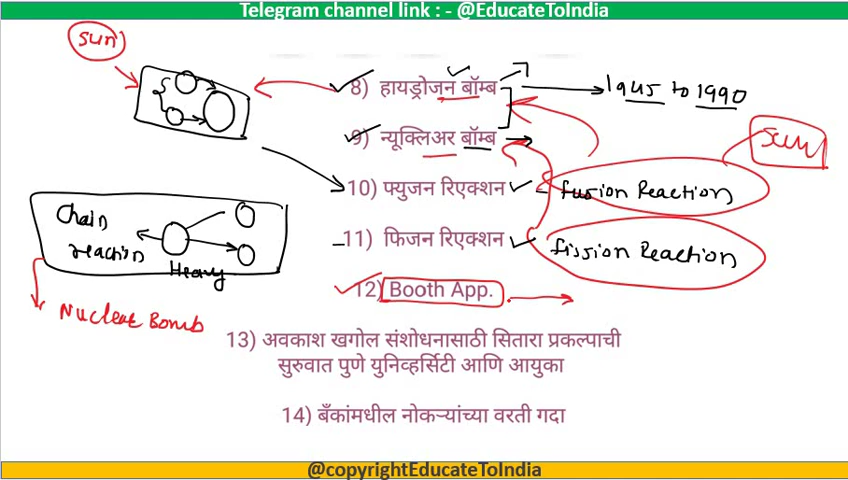 Telegram channel link : - @EducateToIndia
sun
8) हायड्रोजन बॉम्ब
1945 to 1990
9) न्यूक्लिअर बॉम्ब
sun
10) फ्युजन रिएक्शन
fusion Reaction
Chain
reaction
Heavy
11) फिजन रिएक्शन
fission Reaction
12) Booth App.
Nuclear Bomb
13) अवकाश खगोल संशोधनासाठी सितारा प्रकल्पाची
सुरुवात पुणे युनिव्हर्सिटी आणि आयुका
14) बँकांमधील नोकऱ्यांच्या वरती गदा
@copyrightEducateToIndia